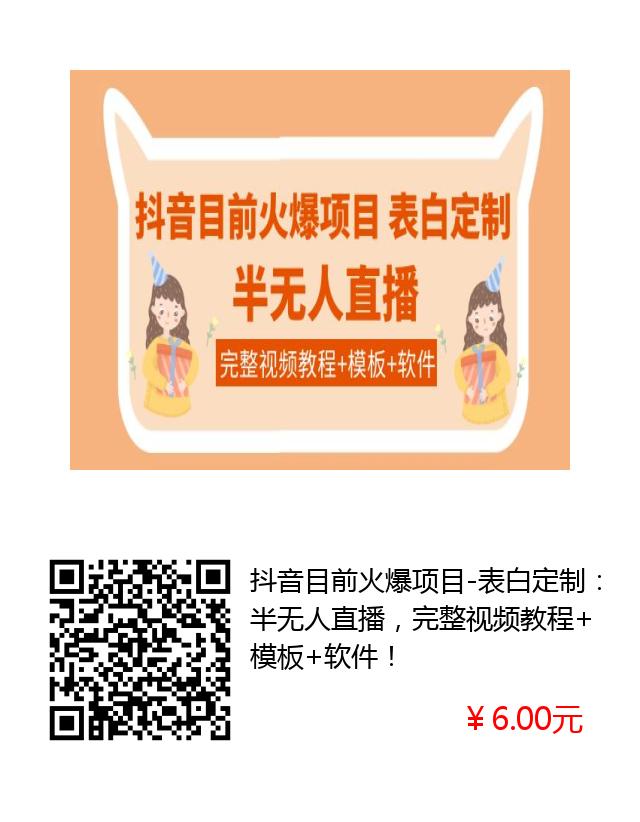 抖音目前火爆项目 表白定制
半无人直播
完整视频教程+模板+软件
抖音目前火爆项目-表白定制：
半无人直播，完整视频教程+
模板+软件！
￥6.00元